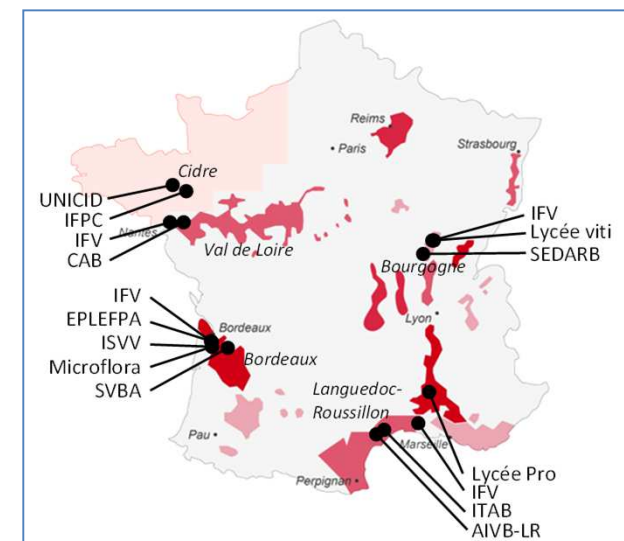 Reims
Paris
Strasbourg
Cidre
UNICID
IFPC
IFV
CAB
Nantes
Val de Loire
IFV
Lycée viti
SEDARB
Bourgogne
Lyon
IFV
EPLEFPA
ISVV
Microflora
SVBA
Bordeaux
Bordeaux
Languedoc-
Roussillon
Pau
Marseille
Perpignan
Lycée Pro
IFV
ITAB
AIVB-LR